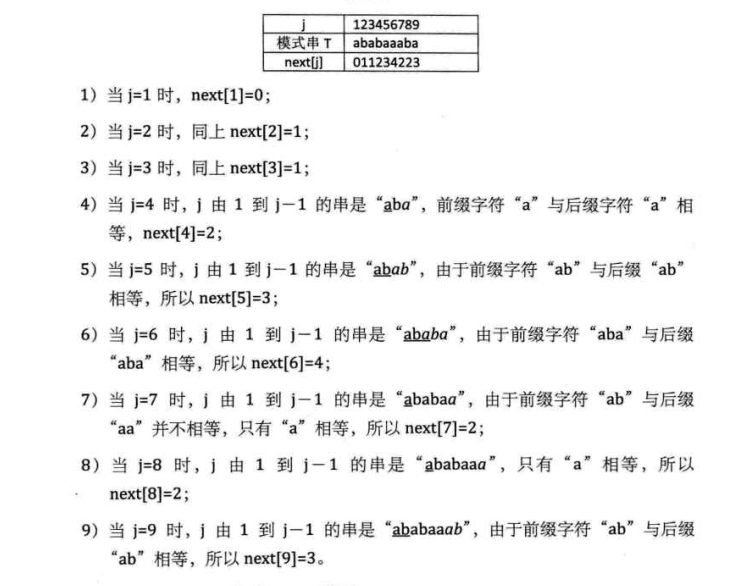 j 123456789
模式串 T ababaaaba
next[j] 011234223
1）当 j=1 时，next[1]=0；
2）当 j=2 时，同上 next[2]=1；
3）当 j=3 时，同上 next[3]=1；
4）当 j=4 时，j 由 1 到 j－1 的串是“aba”，前缀字符“a”与后缀字符“a”相
等，next[4]=2；
5）当 j=5 时，j 由 1 到 j－1 的串是“abab”，由于前缀字符“ab”与后缀“ab”
相等，所以 next[5]=3；
6）当 j=6 时，j 由 1 到 j－1 的串是“ababa”，由于前缀字符“aba”与后缀
“aba”相等，所以 next[6]=4；
7）当 j=7 时，j 由 1 到 j－1 的串是“ababaa”，由于前缀字符“ab”与后缀
“aa”并不相等，只有“a”相等，所以 next[7]=2；
8）当 j=8 时，j 由 1 到 j－1 的串是“ababaaa”，只有“a”相等，所以
next[8]=2；
9）当 j=9 时，j 由 1 到 j－1 的串是“ababaaab”，由于前缀字符“ab”与后缀
“ab”相等，所以 next[9]=3。